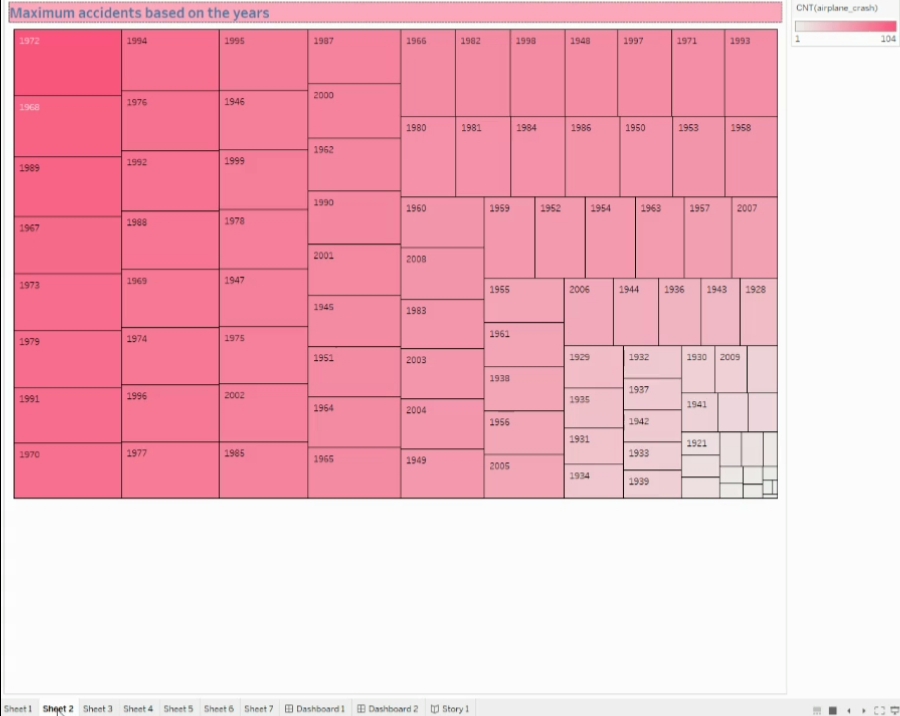 Maximum accidents based on the years
CNT(airplane_crash)
1 104
1972 1994 1995 1987 1966 1982 1998 1948 1997 1971 1993
2000
1968 1976 1946
1980 1981 1984 1986 1950 1953 1958
1962
1989 1992 1999
1990 1960 1959 1952 1954 1963 1957 2007
1967 1988 1978
2001 2008
1973 1969 1947
1955 2006 1944 1936 1943 1928
1945 1983
1979 1974 1975 1961
1951 2003 1929 1932 1930 2009
1938
1991 1996 2002 1937
1935
1964 2004 1941
1956 1942
1931
1970 1977 1985 1921
1965 1949 2005 1933
1934
1939
Sheet 1 Sheet 2 Sheet 3 Sheet 4 Sheet 5 Sheet 6 Sheet 7 Dashboard 1 Dashboard 2 Story 1